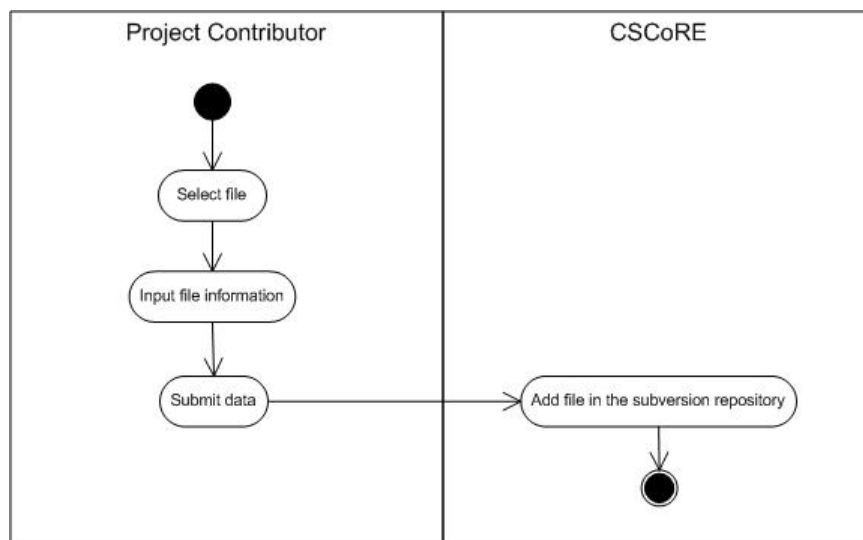 Project Contributor
CSCoRE
Select file
Input file information
Submit data
Add file in the subversion repository